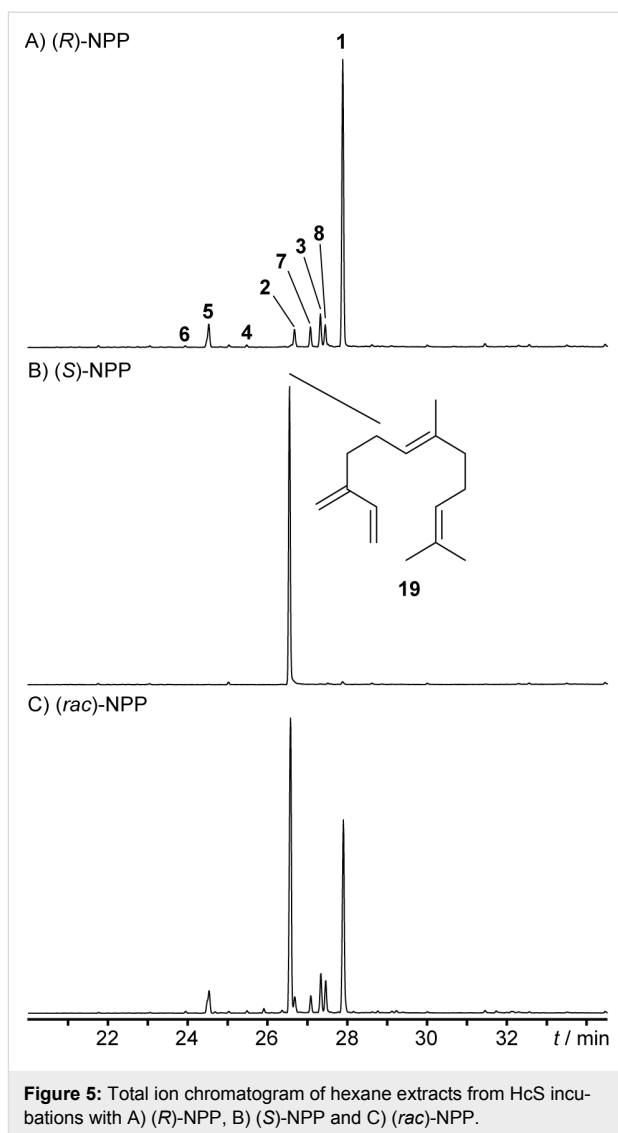 A) (R)-NPP
1
8
3
7
2
5
6
4
B) (S)-NPP
19
C) (rac)-NPP
22 24 26 28 30 32 t / min
Figure 5: Total ion chromatogram of hexane extracts from HcS incu-
bations with A) (R)-NPP, B) (S)-NPP and C) (rac)-NPP.